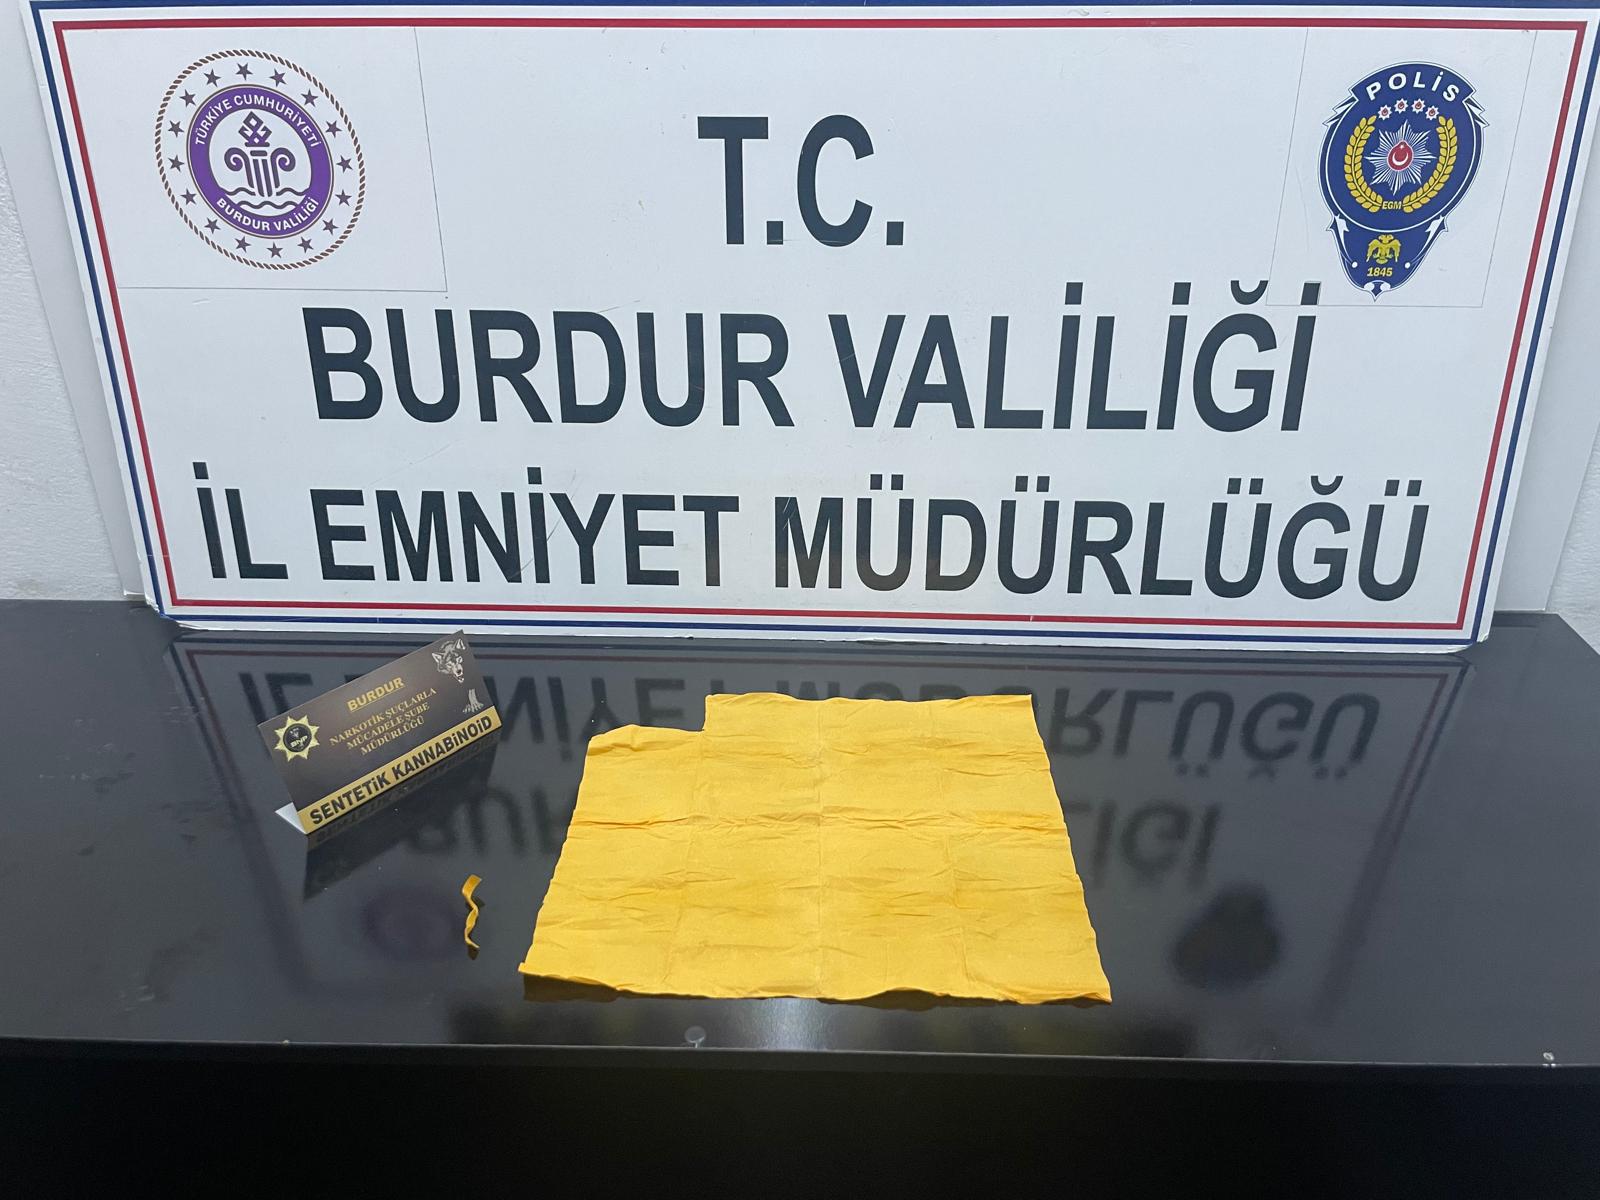 TÜRKİYE CUMHURİYETİ
BURDUR VALİLİĞİ
POLİS
EGM
1845
T.C.
BURDUR VALİLİĞİ
İL EMNİYET MÜDÜRLÜĞÜ
BURDUR
NARKOTİK SUÇLARLA
MÜCADELE ŞUBE
MÜDÜRLÜĞÜ
SENTETİK KANNABİNOİD